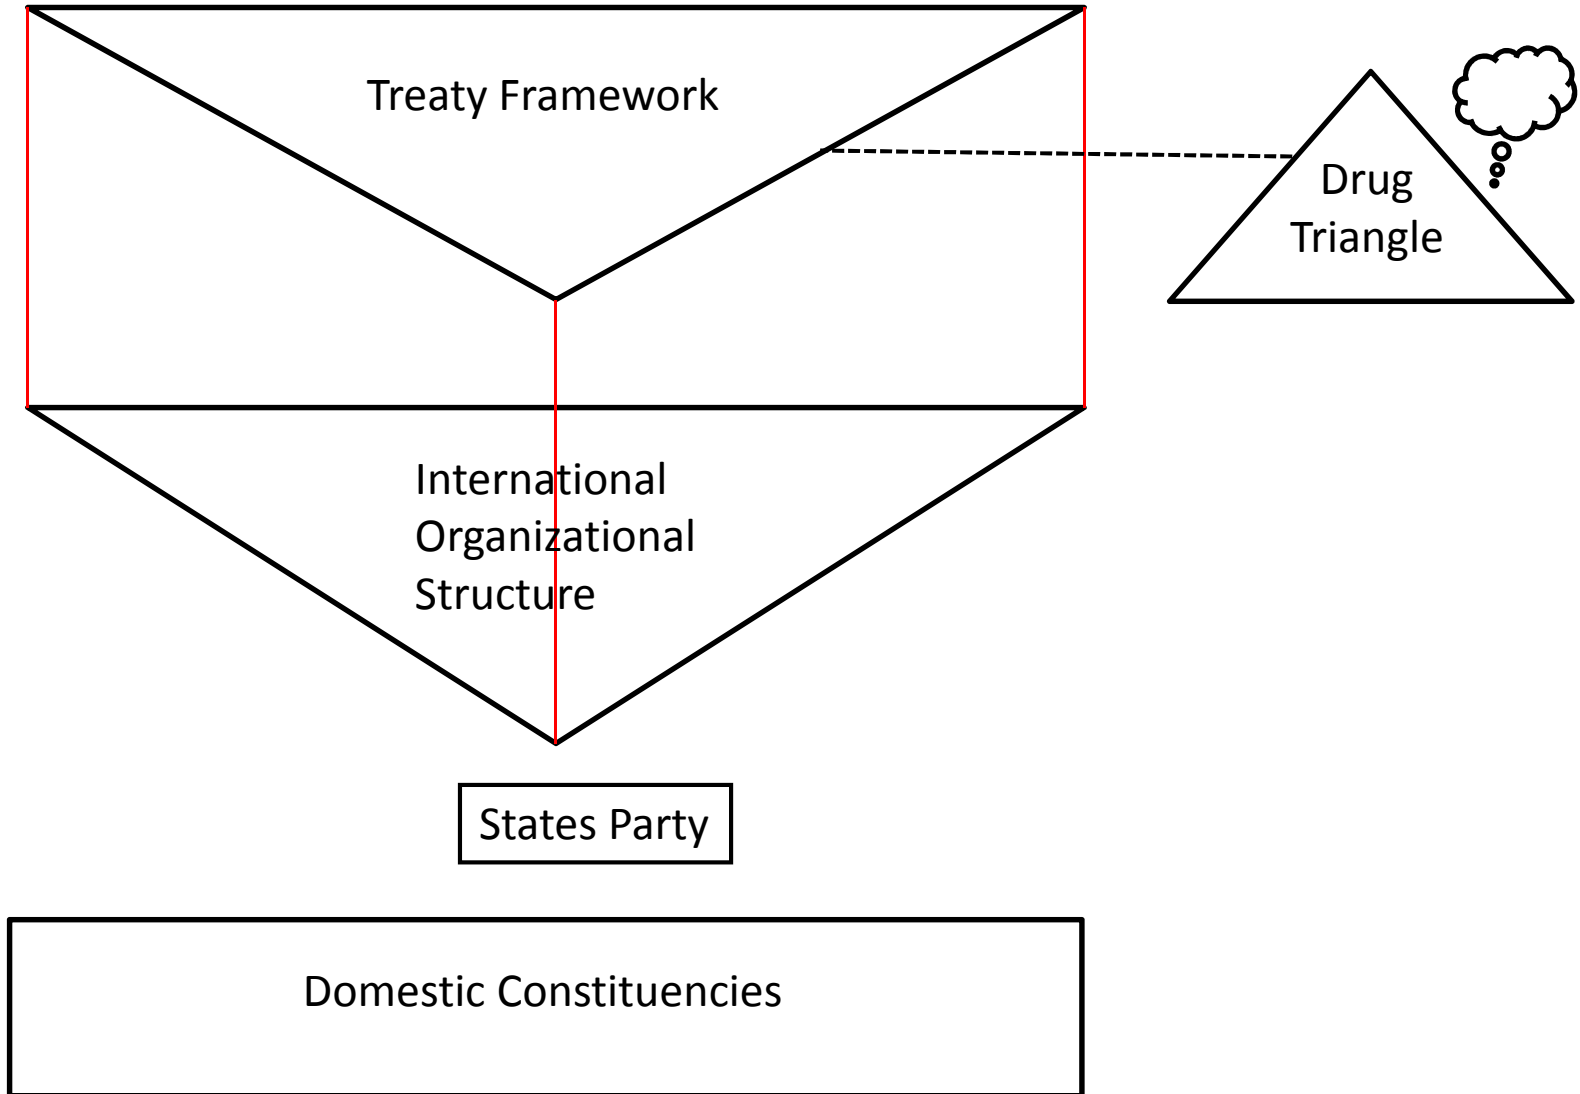 Treaty Framework
Drug
Triangle
International
Organizational
Structure
States Party
Domestic Constituencies